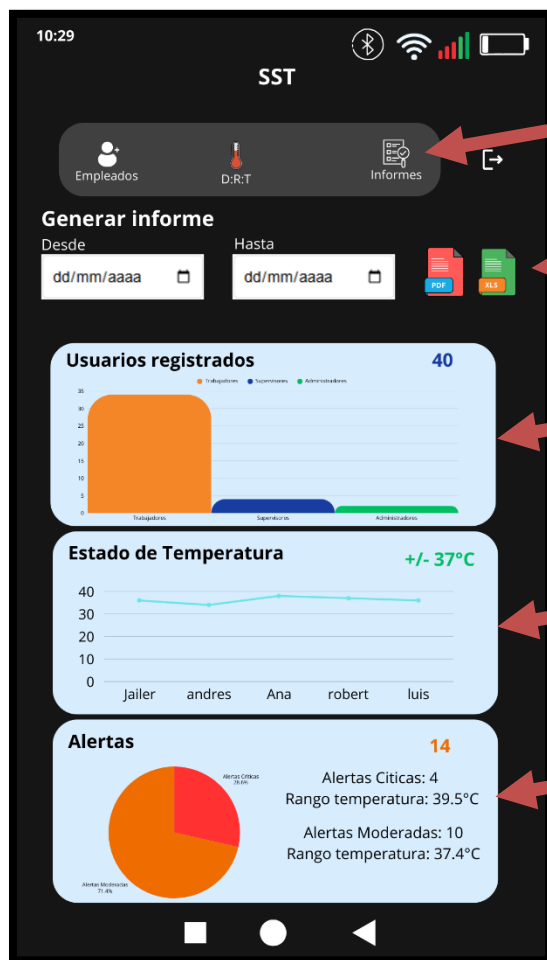 10:29
SST
Empleados
D:R:T
Informes
Generar informe
Desde
Hasta
dd/mm/aaaa
dd/mm/aaaa
PDF
XLS
Usuarios registrados
40
Trabajadores
Supervisores
Administradores
35
30
25
20
15
10
5
0
Trabajadores
Supervisores
Administradores
Estado de Temperatura
+/- 37°C
40
30
20
10
0
Jailer
andres
Ana
robert
luis
Alertas
14
Alertas Criticas
28.6%
Alertas Citicas: 4
Rango temperatura: 39.5°C
Alertas Moderadas: 10
Rango temperatura: 37.4°C
Alertas Moderadas
71.4%